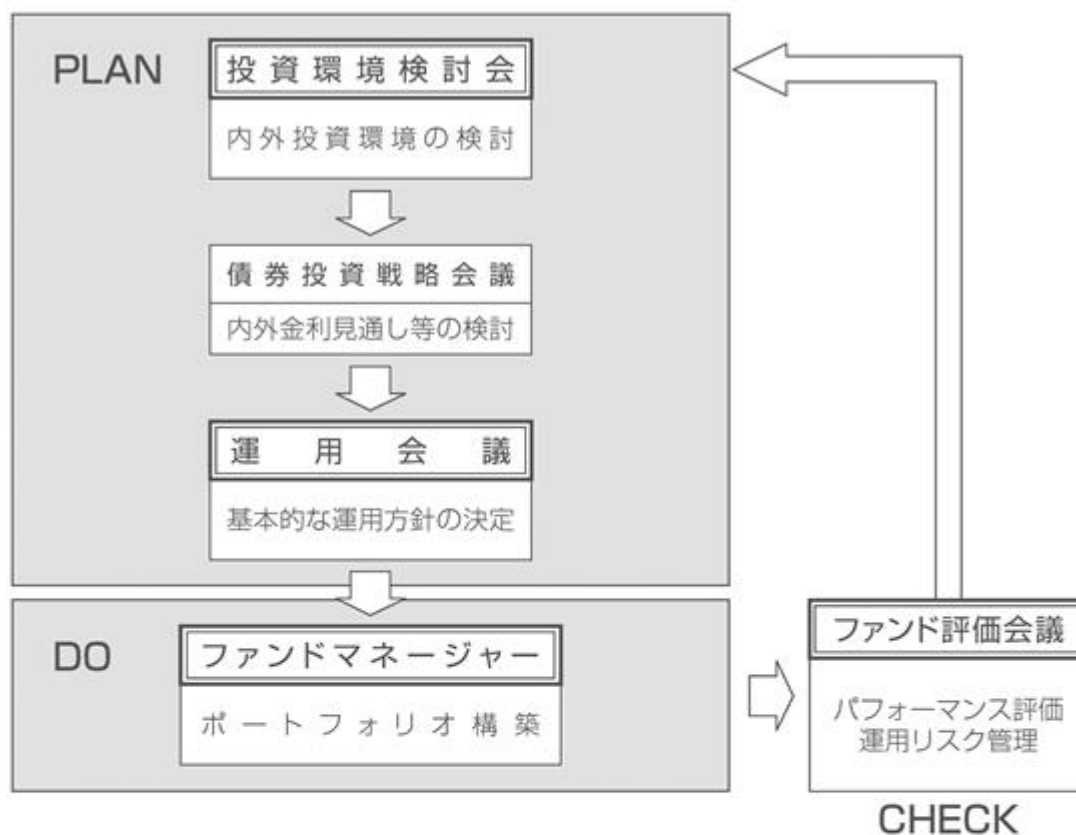 PLAN
投資環境検討会
内外投資環境の検討
債券投資戦略会議
内外金利見通し等の検討
運用会議
基本的な運用方針の決定
DO
ファンドマネージャー
ポートフォリオ構築
ファンド評価会議
パフォーマンス評価
運用リスク管理
CHECK